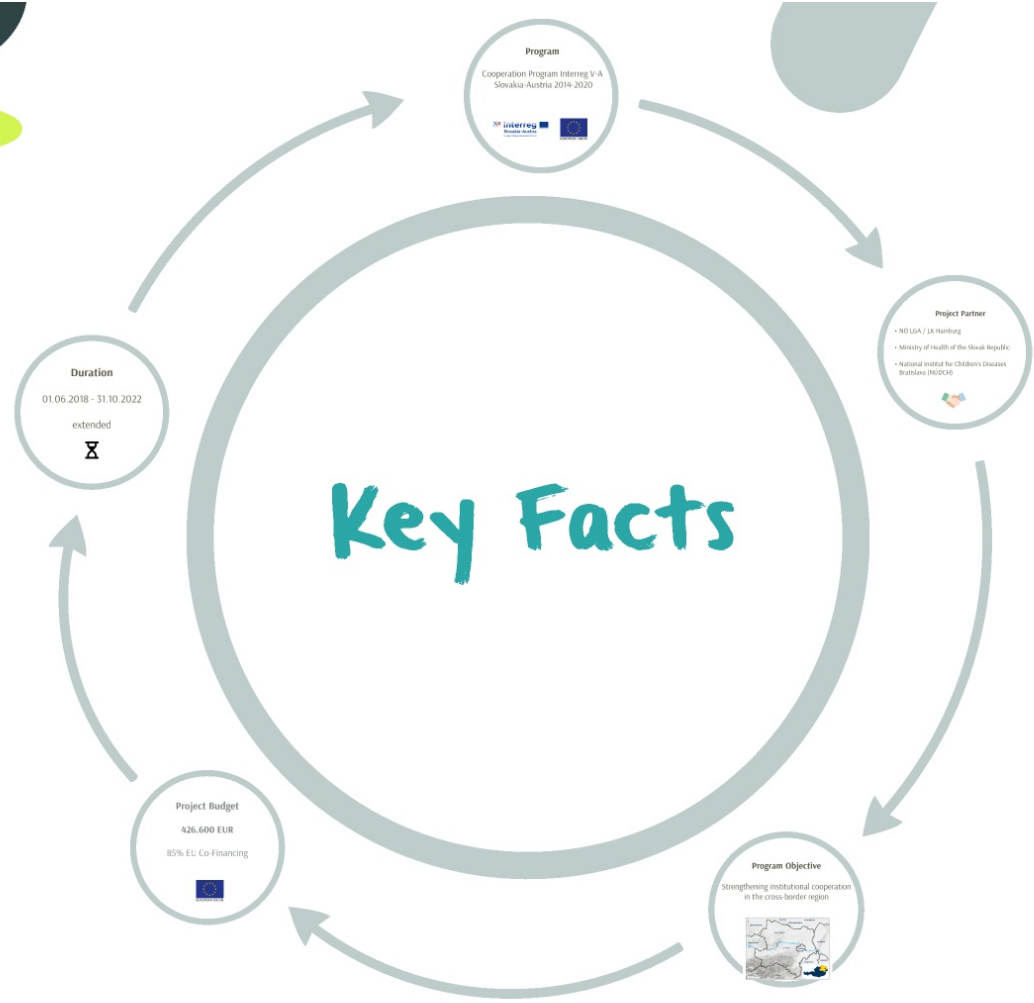 Program
Cooperation Program Interreg V-A
Slovakia-Austria 2014-2020
Interreg
Slovakia-Austria
Project Partner
• NÖ LGA / LK Hainburg
• Ministry of Health of the Slovak Republic
• National Institut for Children's Diseases
Bratislava (NÚDCH)
Duration
01.06.2018 - 31.10.2022
extended
Key Facts
Project Budget
426.600 EUR
85% EU Co-Financing
Program Objective
Strengthening institutional cooperation
in the cross-border region